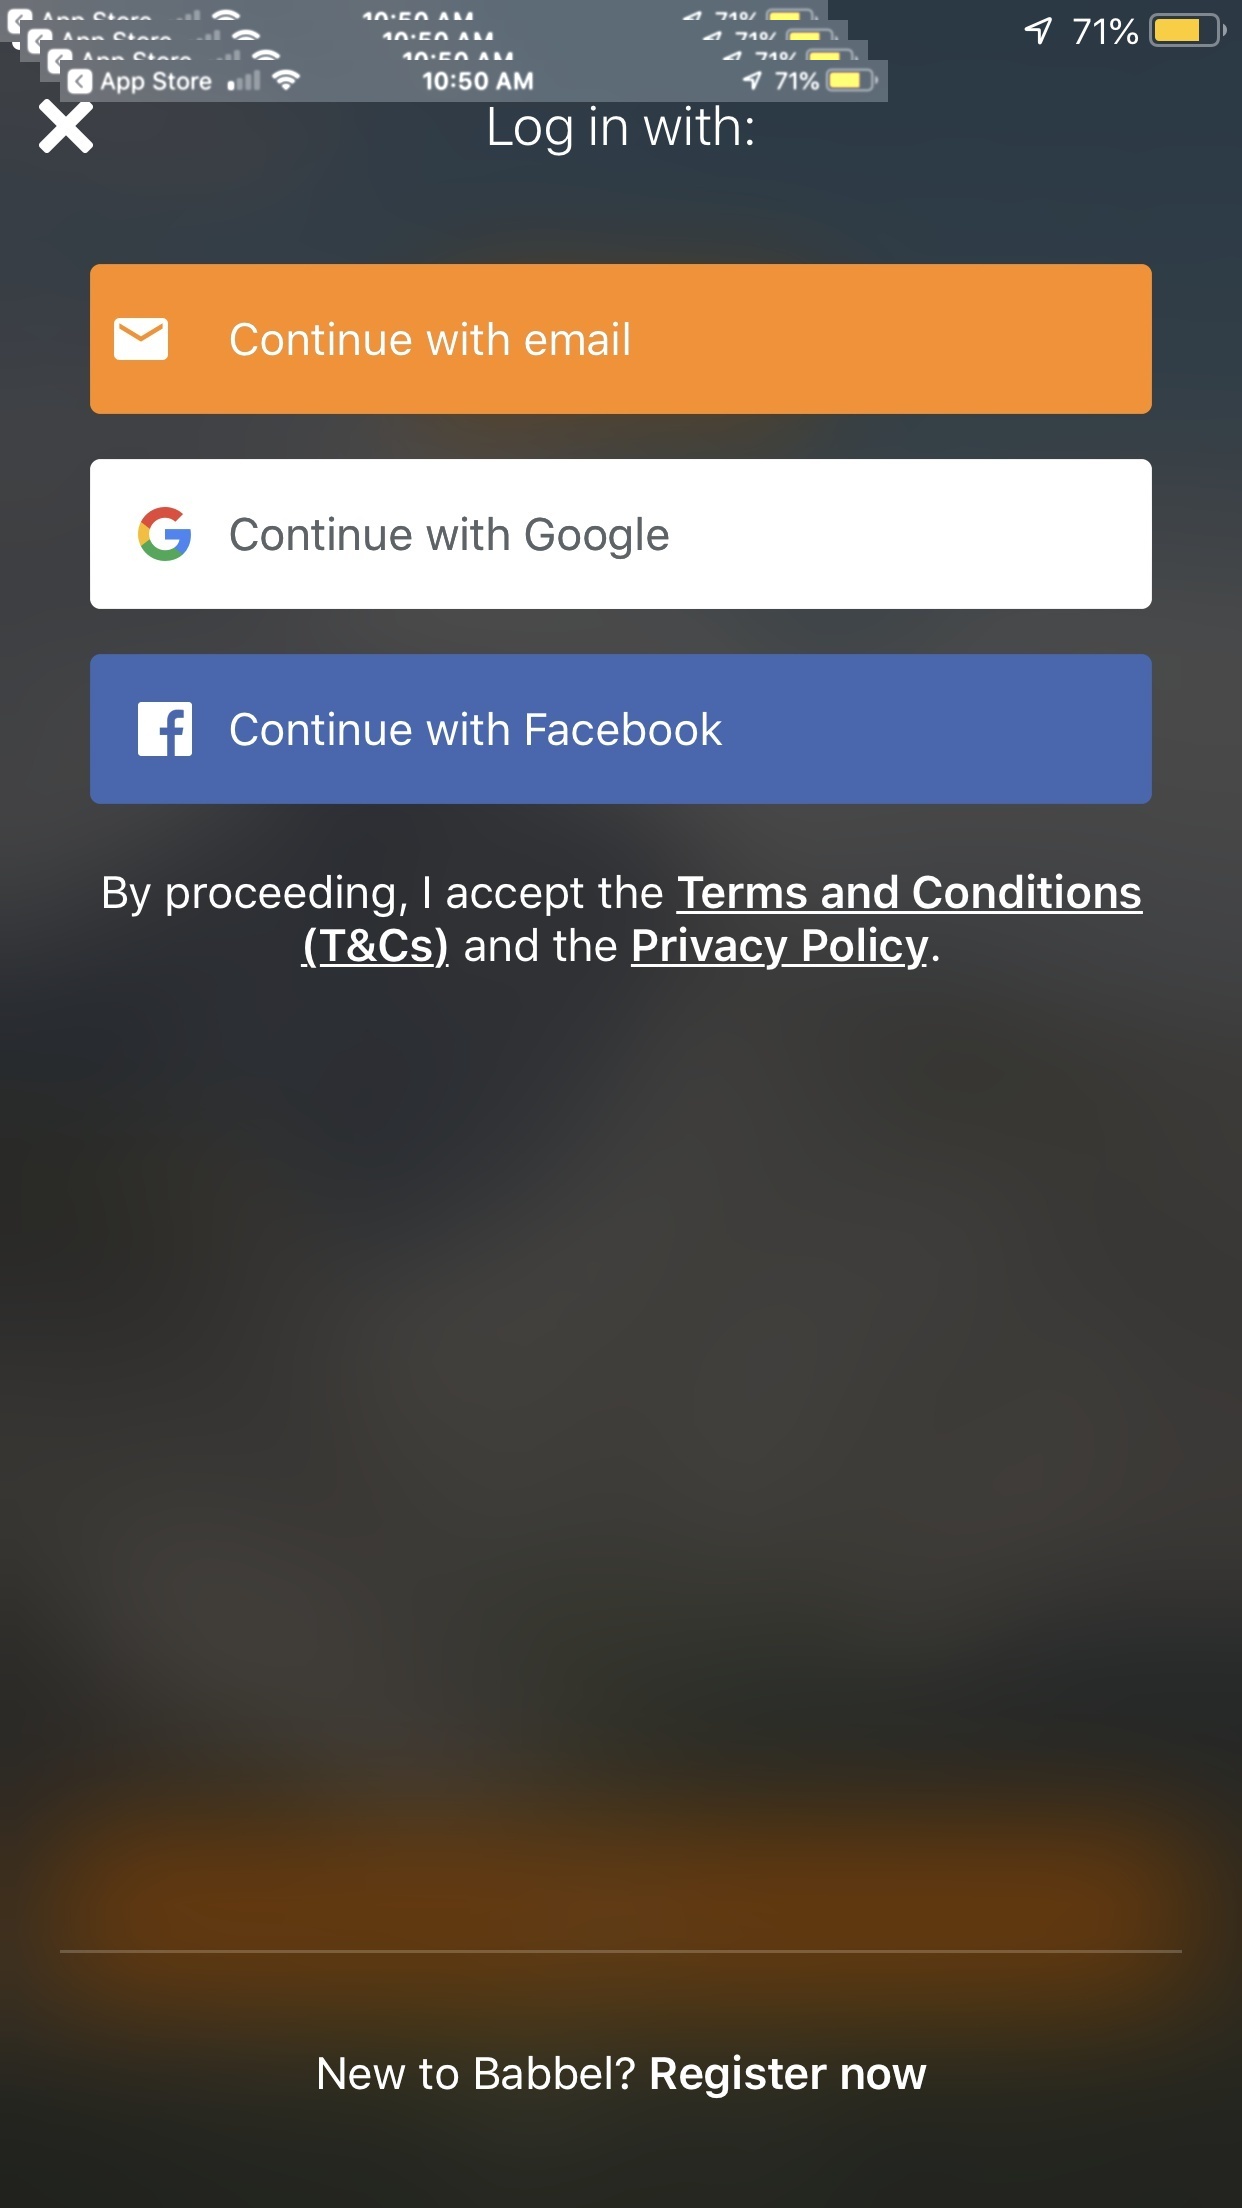 71%
App Store 10:50 AM 71%
Log in with:
Continue with email
Continue with Google
Continue with Facebook
By proceeding, I accept the Terms and Conditions
(T&Cs) and the Privacy Policy.
New to Babbel? Register now